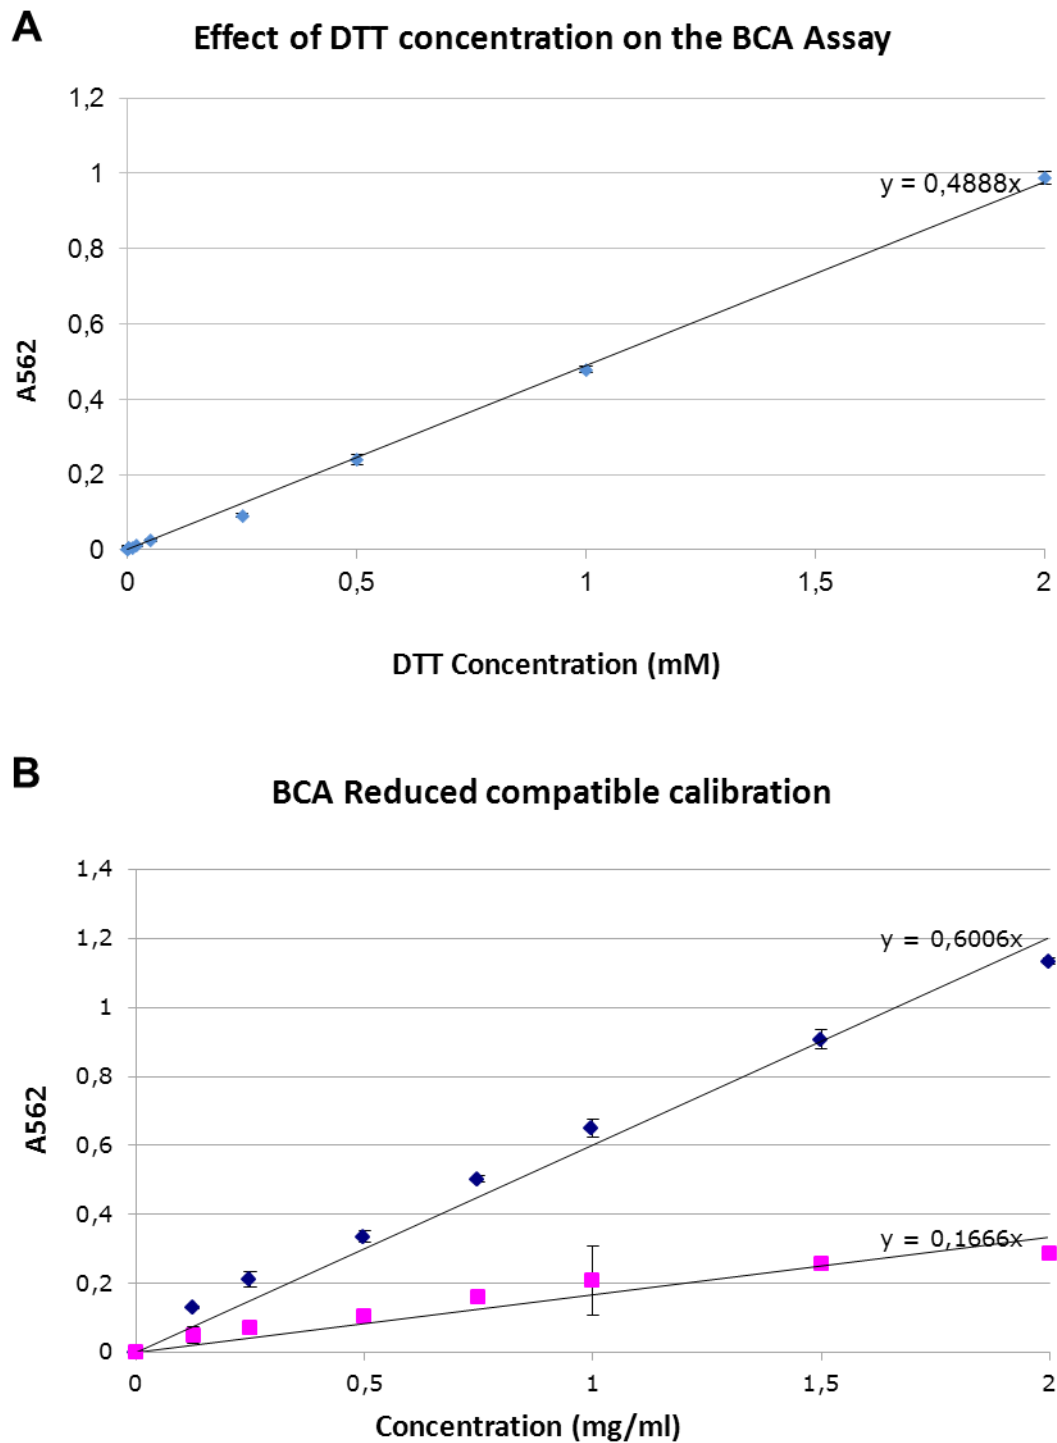 A
Effect of DTT concentration on the BCA Assay
1,2
1
0,8
0,6
0,4
0,2
0
A562
y = 0,4888x
0
0,5
1
1,5
2
DTT Concentration (mM)
B
BCA Reduced compatible calibration
1,4
1,2
1
0,8
0,6
0,4
0,2
0
A562
y = 0,6006x
y = 0,1666x
0
0,5
1
1,5
2
Concentration (mg/ml)